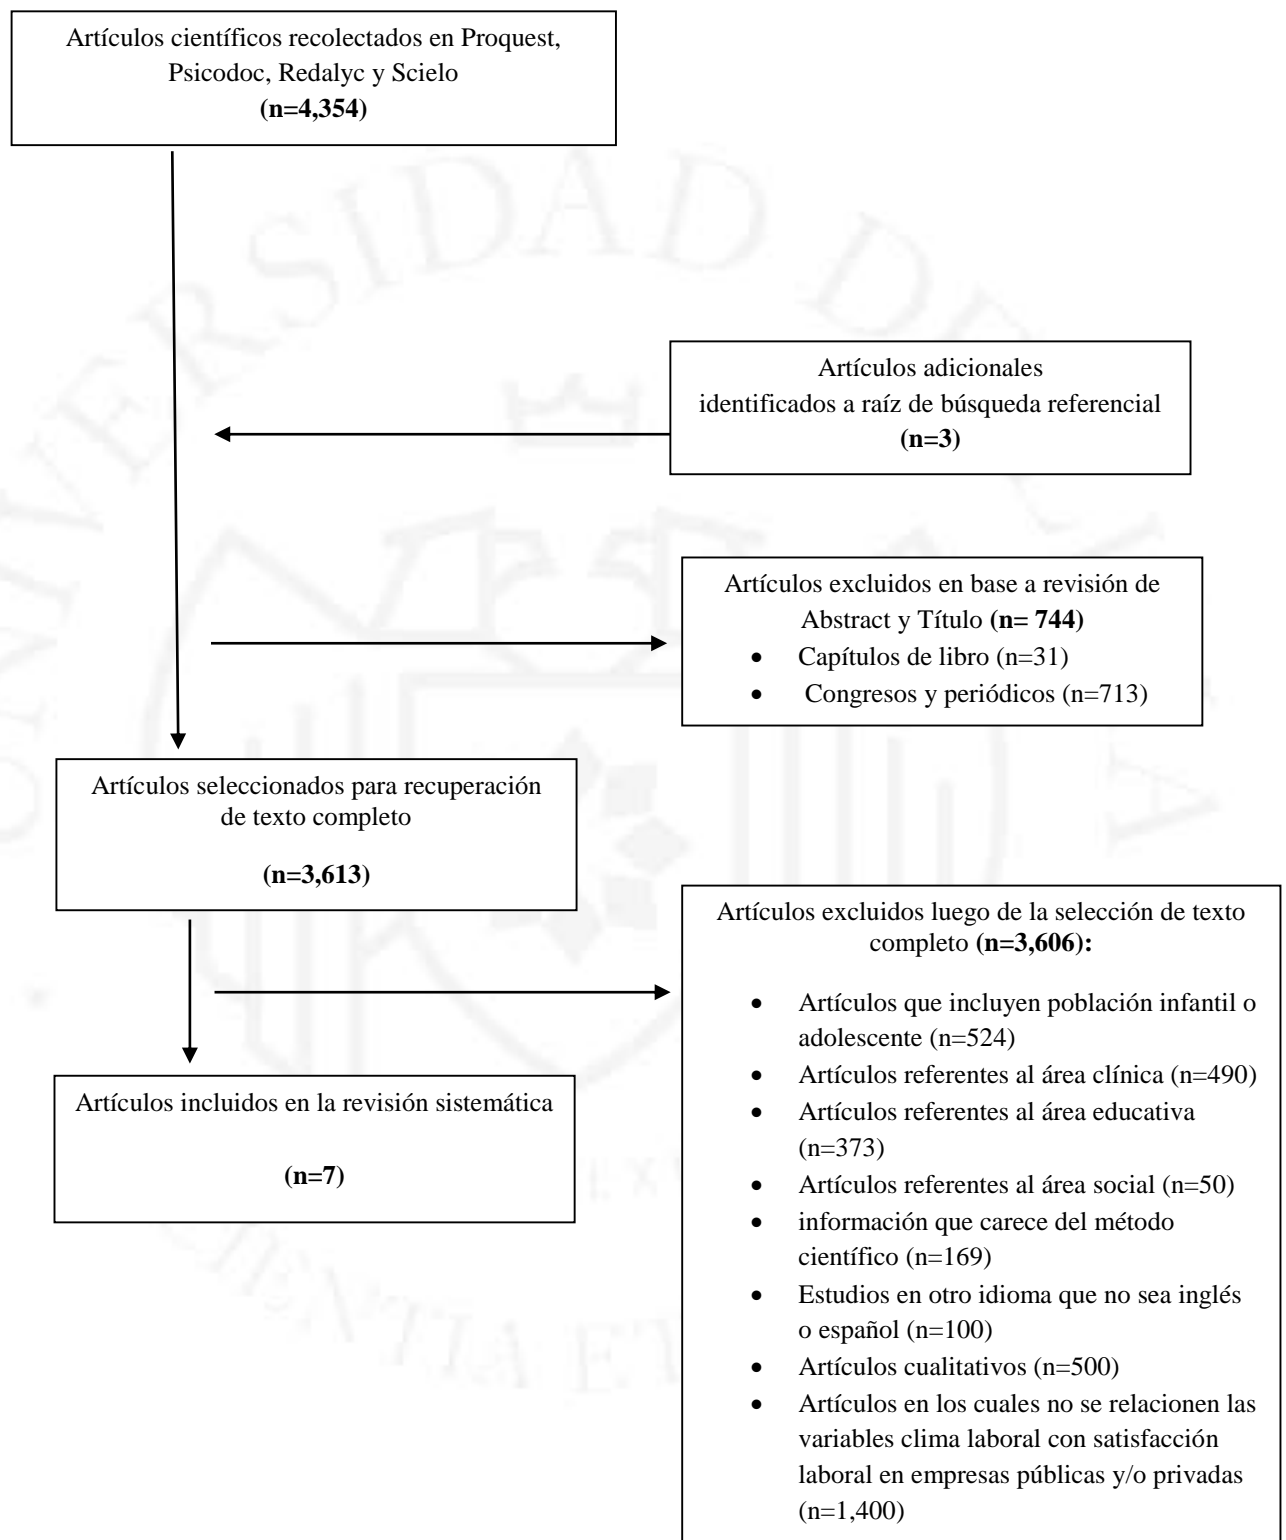 Artículos científicos recolectados en Proquest,
Psicodoc, Redalyc y Scielo
(n=4,354)
Artículos adicionales
identificados a raíz de búsqueda referencial
(n=3)
Artículos excluidos en base a revisión de
Abstract y Título (n= 744)
• Capítulos de libro (n=31)
• Congresos y periódicos (n=713)
Artículos seleccionados para recuperación
de texto completo
(n=3,613)
Artículos excluidos luego de la selección de texto
completo (n=3,606):
• Artículos que incluyen población infantil o
adolescente (n=524)
• Artículos referentes al área clínica (n=490)
• Artículos referentes al área educativa
(n=373)
• Artículos referentes al área social (n=50)
• información que carece del método
científico (n=169)
• Estudios en otro idioma que no sea inglés
o español (n=100)
• Artículos cualitativos (n=500)
• Artículos en los cuales no se relacionen las
variables clima laboral con satisfacción
laboral en empresas públicas y/o privadas
(n=1,400)
Artículos incluidos en la revisión sistemática
(n=7)